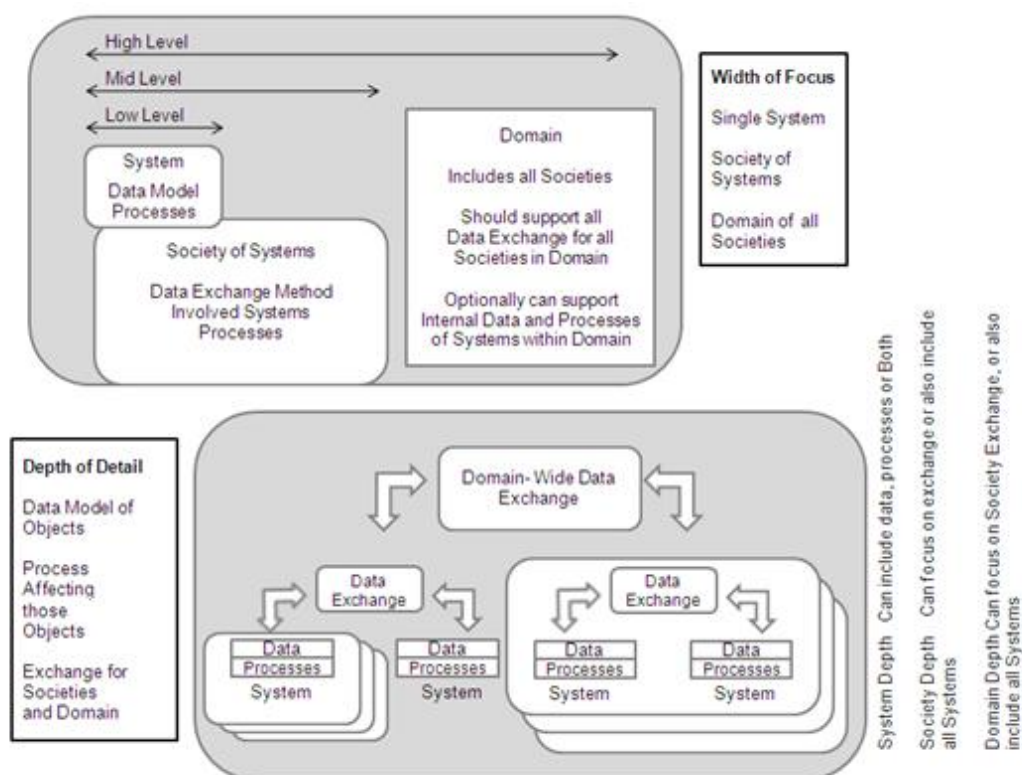 High Level
Mid Level
Low Level
System
Data Model
Processes
Society of Systems
Data Exchange Method
Involved Systems
Processes
Domain
Includes all Societies
Should support all
Data Exchange for all
Societies in Domain
Optionally can support
Internal Data and Processes
of Systems within Domain
Width of Focus
Single System
Society of
Systems
Domain of all
Societies
Depth of Detail
Data Model of
Objects
Process
Affecting
those
Objects
Exchange for
Societies
and Domain
Domain- Wide Data
Exchange
Data
Exchange
Data
Processes
System
Data
Processes
System
Data
Exchange
Data
Processes
System
Data
Processes
System
System Depth Can include data, processes or Both
Society Depth Can focus on exchange or also include
all Systems
Domain Depth Can focus on Society Exchange, or also
include all Systems